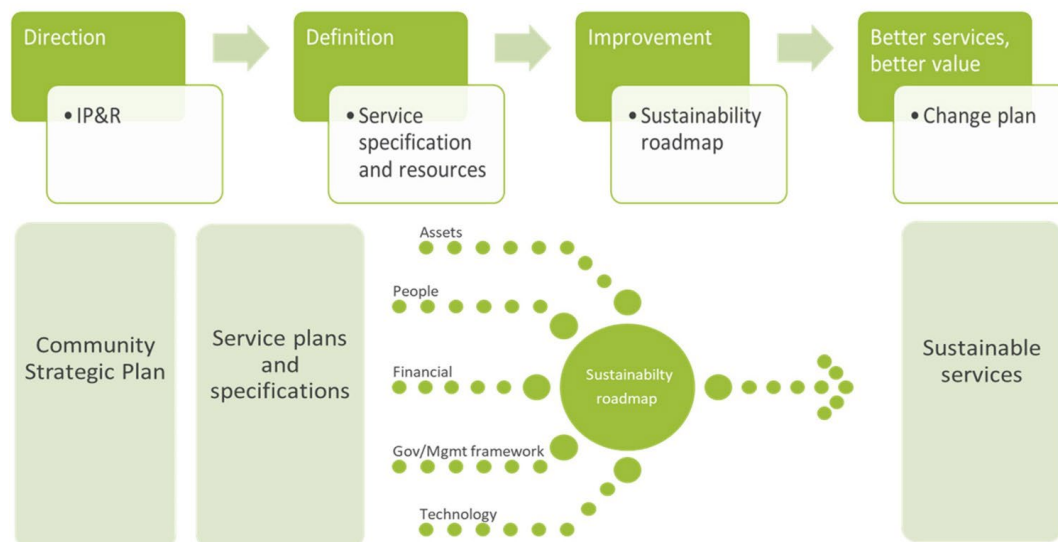 Direction
• IP&R
Definition
• Service
specification
and resources
Improvement
• Sustainability
roadmap
Better services,
better value
• Change plan
Community
Strategic Plan
Service plans
and
specifications
Assets
People
Financial
Gov/Mgmt framework
Technology
Sustainabilty
roadmap
Sustainable
services